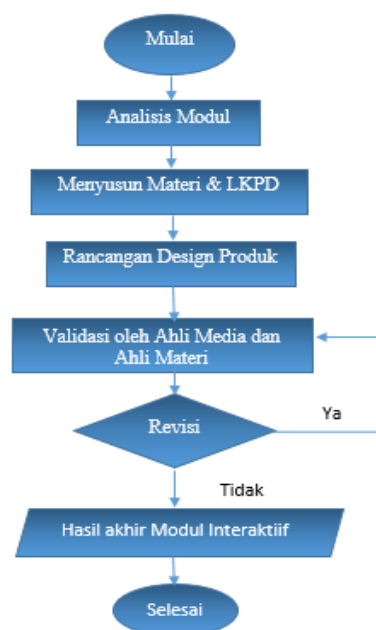 Mulai
Analisis Modul
Menyusun Materi & LKPD
Rancangan Design Produk
Validasi oleh Ahli Media dan
Ahli Materi
Revisi
Ya
Tidak
Hasil akhir Modul Interaktiif
Selesai